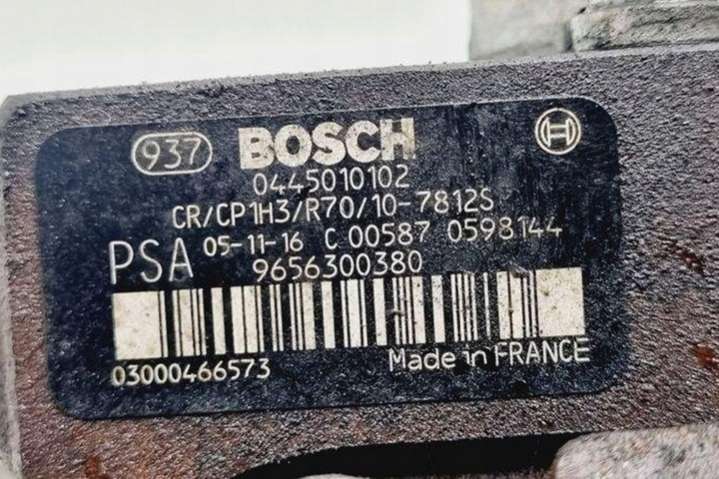 937 BOSCH
0445010102
CR/CP1H3/R70/10-7812S
PSA 05-11-16 C 00587 0598144
9656300380
03000466573 Made in FRANCE